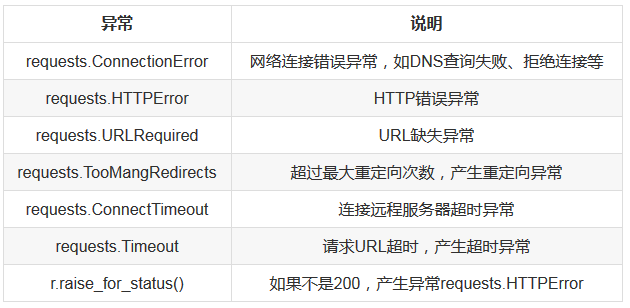 异常 说明
requests.ConnectionError 网络连接错误异常，如DNS查询失败、拒绝连接等
requests.HTTPError HTTP错误异常
requests.URLRequired URL缺失异常
requests.TooMangRedirects 超过最大重定向次数，产生重定向异常
requests.ConnectTimeout 连接远程服务器超时异常
requests.Timeout 请求URL超时，产生超时异常
r.raise_for_status() 如果不是200，产生异常requests.HTTPError